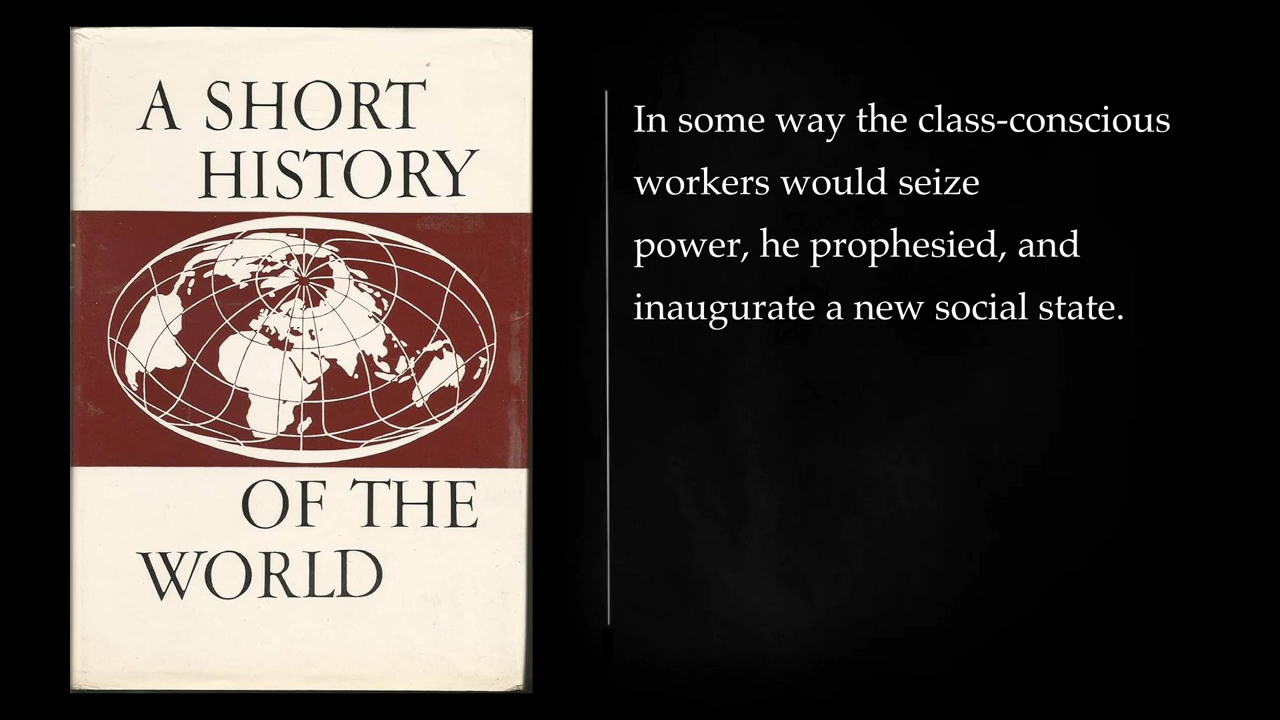 A SHORT
HISTORY
OF THE
WORLD
In some way the class-conscious
workers would seize
power, he prophesied, and
inaugurate a new social state.